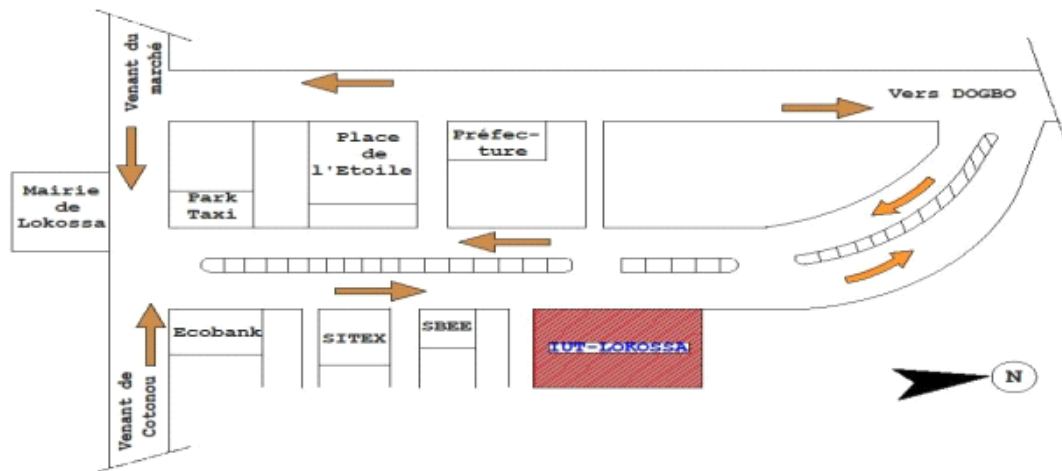 Venant du
marché
Vers DOGBO
Place
de
l'Etoile
Préfec-
ture
Mairie
de
Lokossa
Park
Taxi
Ecobank
SITEX
SBEE
IUT-LOKOSSA
Venant de
Cotonou
N